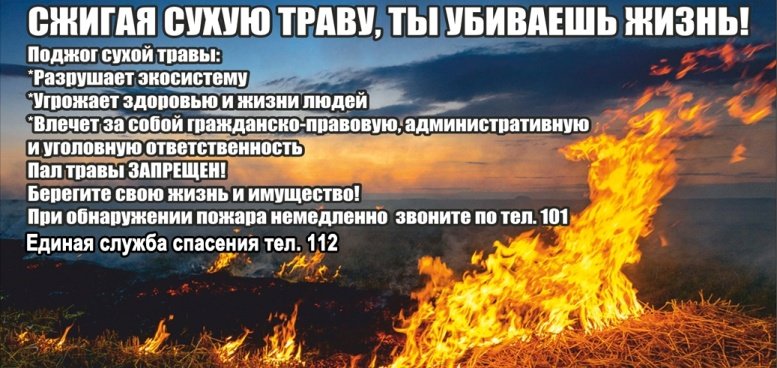 СЖИГАЯ СУХУЮ ТРАВУ, ТЫ УБИВАЕШЬ ЖИЗНЬ!
Поджог сухой травы:
*Разрушает экосистему
*Угрожает здоровью и жизни людей
*Влечет за собой гражданско-правовую, административную
и уголовную ответственность
Пал травы ЗАПРЕЩЕН!
Берегите свою жизнь и имущество!
При обнаружении пожара немедленно звоните по тел. 101
Единая служба спасения тел. 112